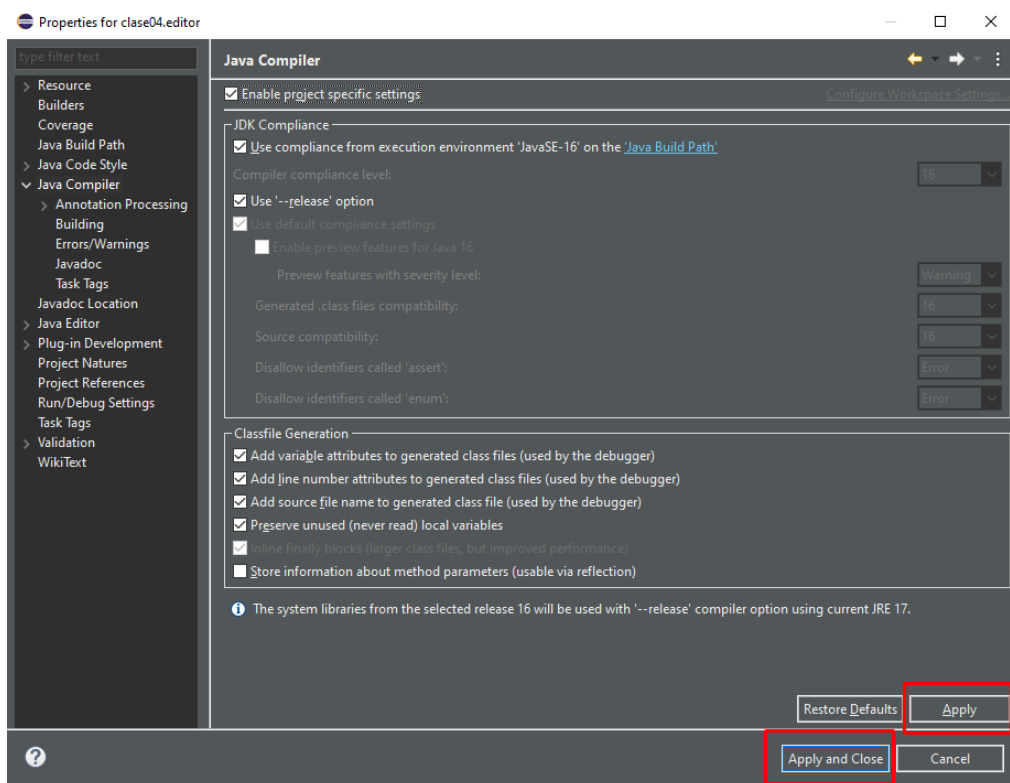 Properties for clase04.editor
type filter text
Resource
Builders
Coverage
Java Build Path
Java Code Style
Java Compiler
Annotation Processing
Building
Errors/Warnings
Javadoc
Task Tags
Javadoc Location
Java Editor
Plug-in Development
Project Natures
Project References
Run/Debug Settings
Task Tags
Validation
WikiText
Java Compiler
Enable project specific settings
Configure Workspace Settings...
JDK Compliance
Use compliance from execution environment 'JavaSE-16' on the 'Java Build Path'
Compiler compliance level: 16
Use '--release' option
Use default compliance settings
Enable preview features for Java 16
Preview features with severity level: Warning
Generated .class files compatibility: 16
Source compatibility: 16
Disallow identifiers called 'assert': Error
Disallow identifiers called 'enum': Error
Classfile Generation
Add variable attributes to generated class files (used by the debugger)
Add line number attributes to generated class files (used by the debugger)
Add source file name to generated class file (used by the debugger)
Preserve unused (never read) local variables
Inline finally blocks (larger class files, but improved performance)
Store information about method parameters (usable via reflection)
The system libraries from the selected release 16 will be used with '--release' compiler option using current JRE 17.
Restore Defaults Apply
Apply and Close Cancel